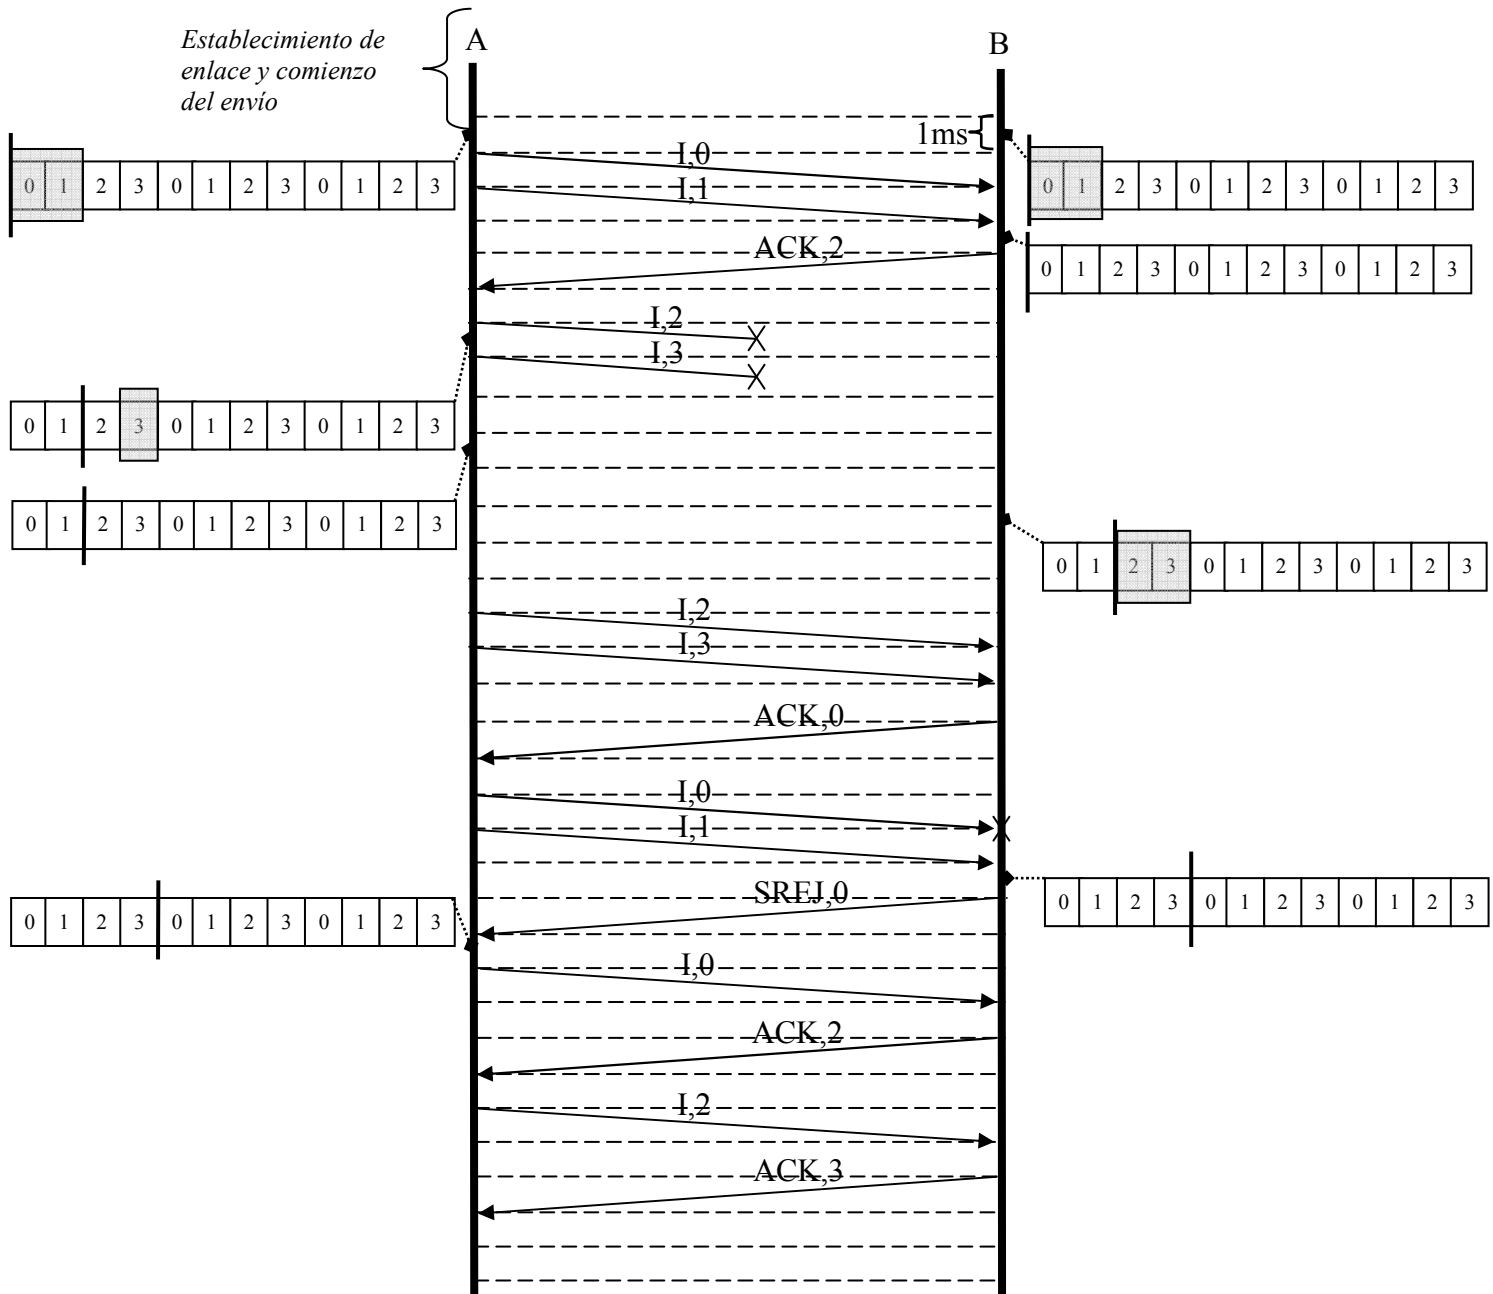 Establecimiento de
enlace y comienzo
del envío
A
B
1ms
I,0
0 1 2 3 0 1 2 3 0 1 2 3
0 1 2 3 0 1 2 3 0 1 2 3
I,1
ACK,2
0 1 2 3 0 1 2 3 0 1 2 3
I,2
I,3
0 1 2 3 0 1 2 3 0 1 2 3
0 1 2 3 0 1 2 3 0 1 2 3
0 1 2 3 0 1 2 3 0 1 2 3
I,2
I,3
ACK,0
I,0
I,1
SREJ,0
0 1 2 3 0 1 2 3 0 1 2 3
0 1 2 3 0 1 2 3 0 1 2 3
I,0
ACK,2
I,2
ACK,3